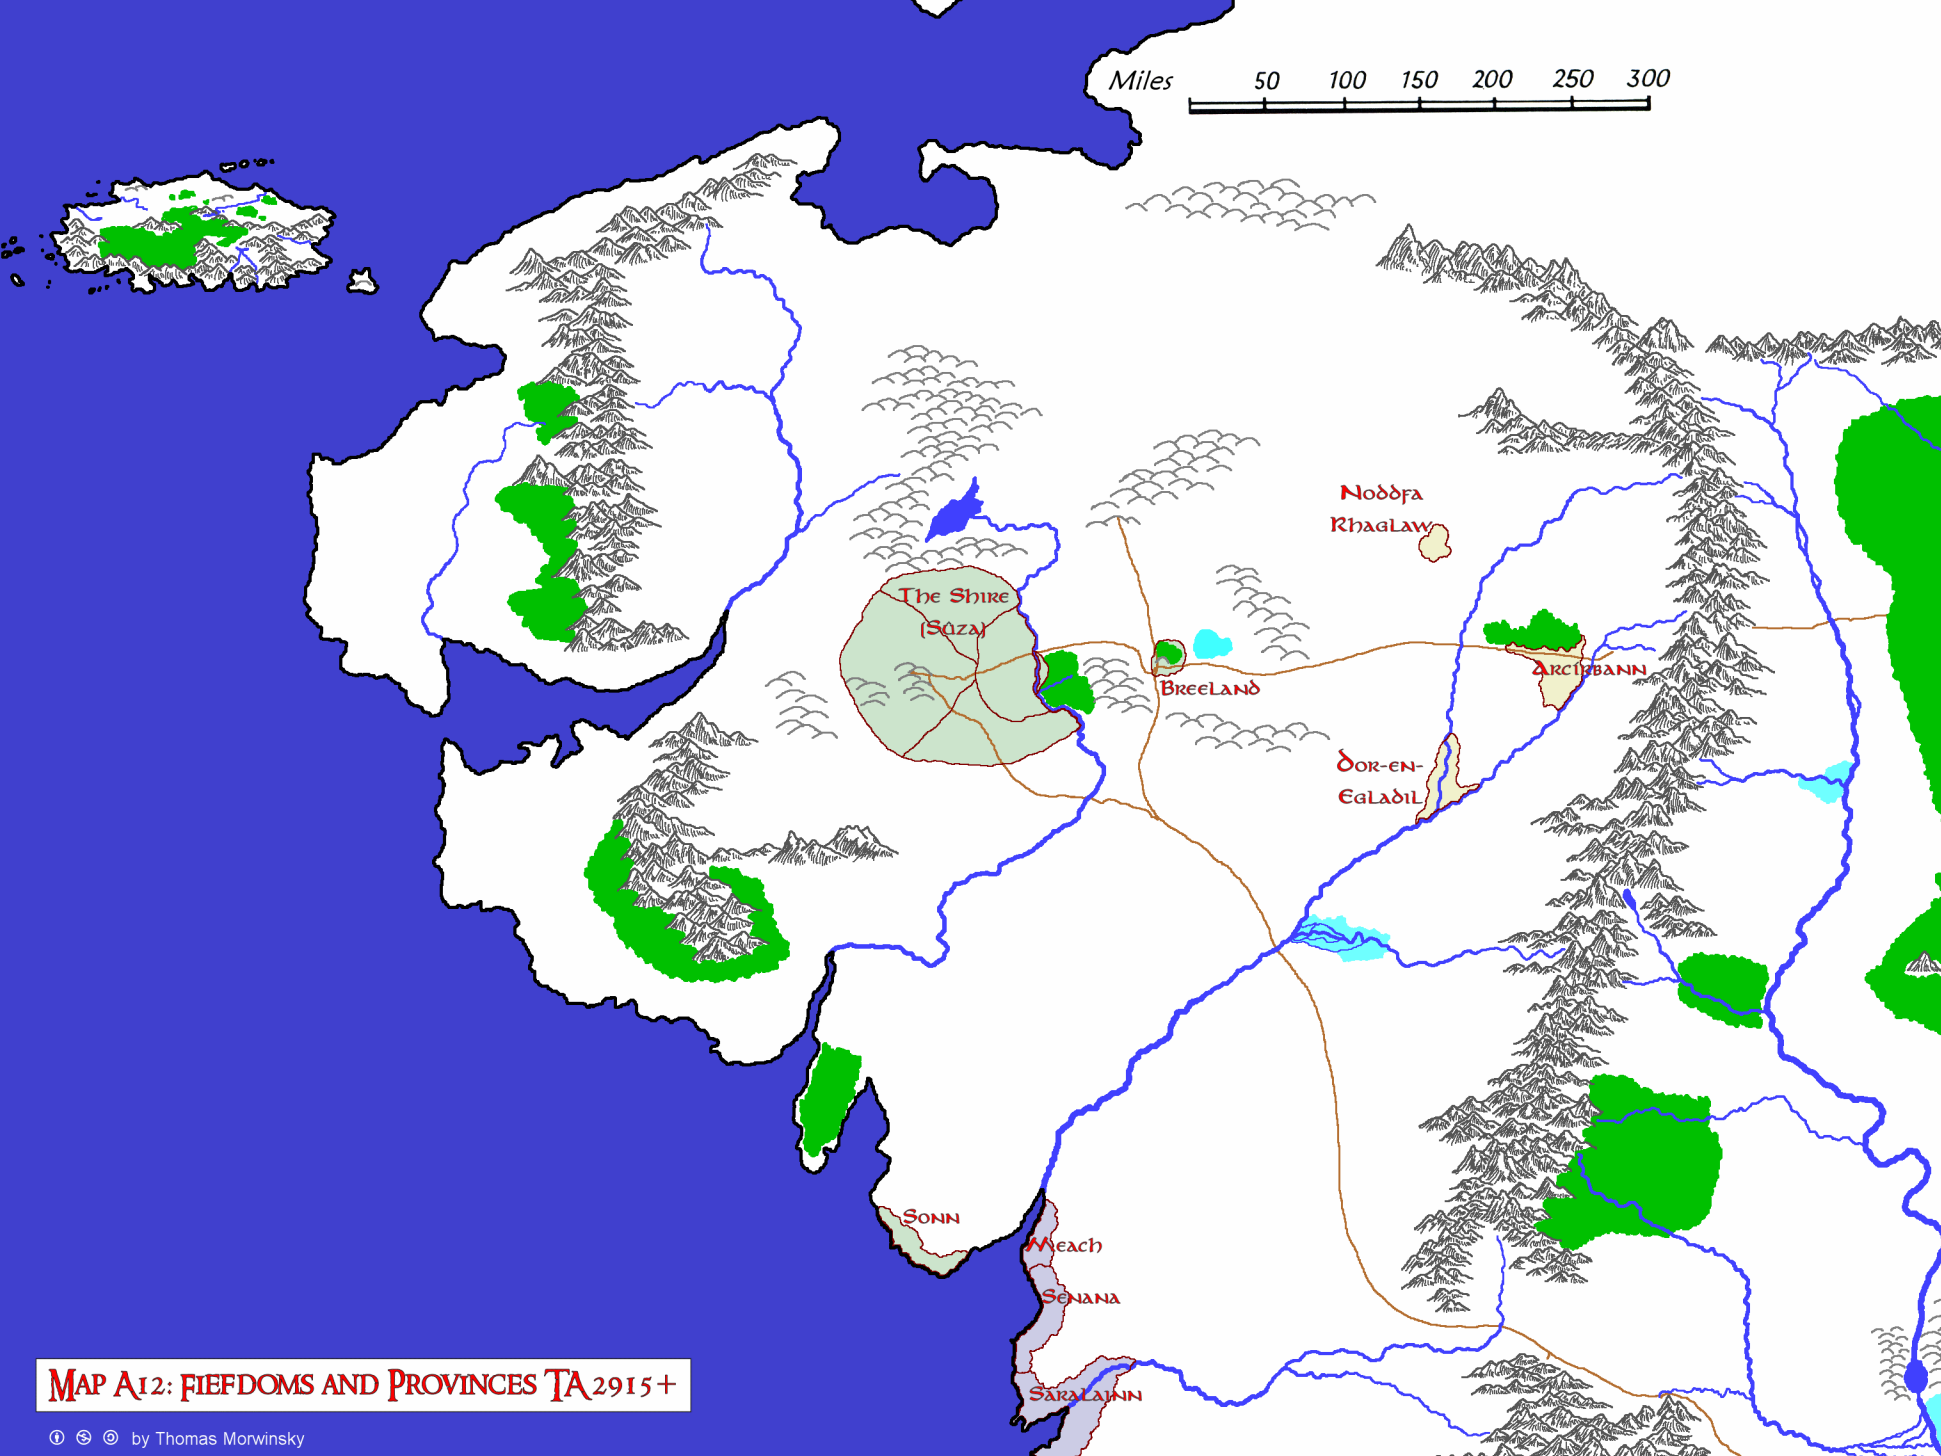 Miles 50 100 150 200 250 300
Noddfa
Rhaglaw
The Shire
(Sûza)
Arcirbann
Breeland
Dor-en-
Egladil
Sonn
Meach
Senana
Saralainn
Map A12: Fiefdoms and Provinces TA 2915+
by Thomas Morwinsky